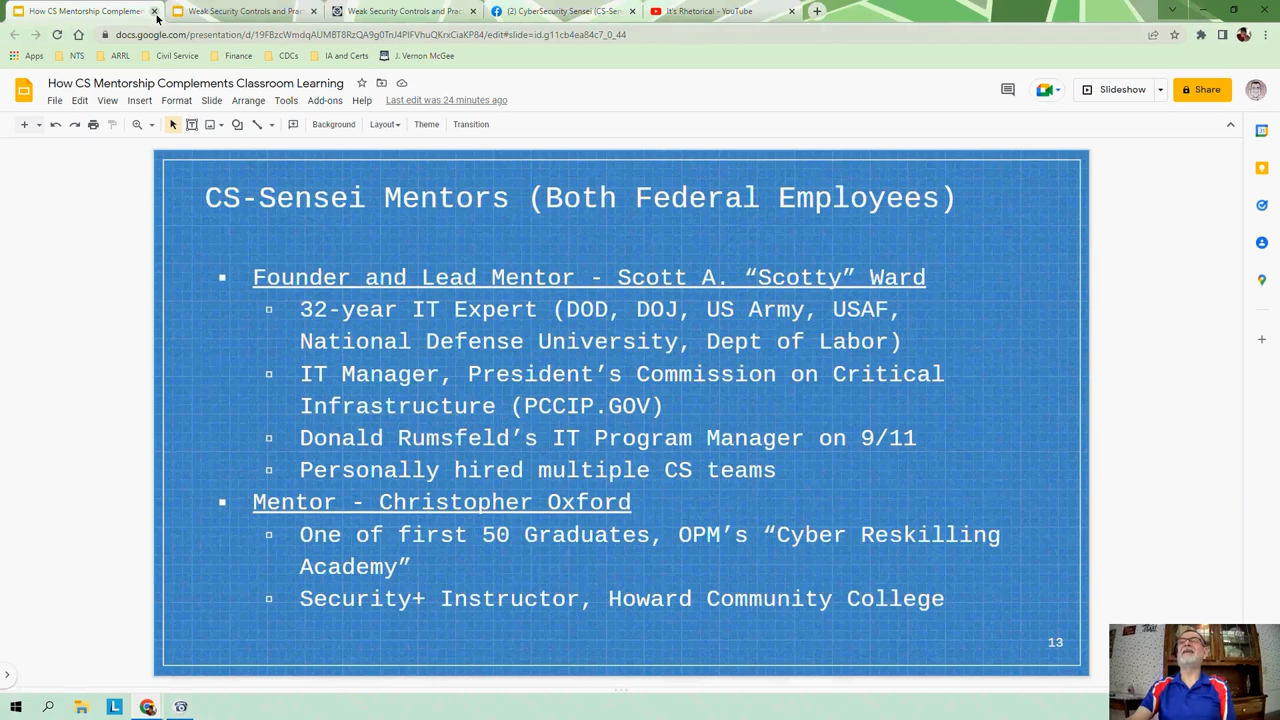 How CS Mentorship Complemen
Weak Security Controls and Prac
Weak Security Controls and Prac
(2) CyberSecurity Sensei (CS-Sen
It's Rhetorical - YouTube
docs.google.com/presentation/d/19FBzcWmdqAUMBT8RzQA9g0TnJ4PIFVhuQKrxCiaKP84/edit#slide=id.g11cb4ea84c7_0_44
Apps
NTS
ARRL
Civil Service
Finance
CDCs
IA and Certs
J. Vernon McGee
How CS Mentorship Complements Classroom Learning
File Edit View Insert Format Slide Arrange Tools Add-ons Help Last edit was 24 minutes ago
Slideshow
Share
Background
Layout
Theme
Transition
CS-Sensei Mentors (Both Federal Employees)
Founder and Lead Mentor - Scott A. “Scotty” Ward
32-year IT Expert (DOD, DOJ, US Army, USAF,
National Defense University, Dept of Labor)
IT Manager, President’s Commission on Critical
Infrastructure (PCCIP.GOV)
Donald Rumsfeld’s IT Program Manager on 9/11
Personally hired multiple CS teams
Mentor - Christopher Oxford
One of first 50 Graduates, OPM’s “Cyber Reskilling
Academy”
Security+ Instructor, Howard Community College
13